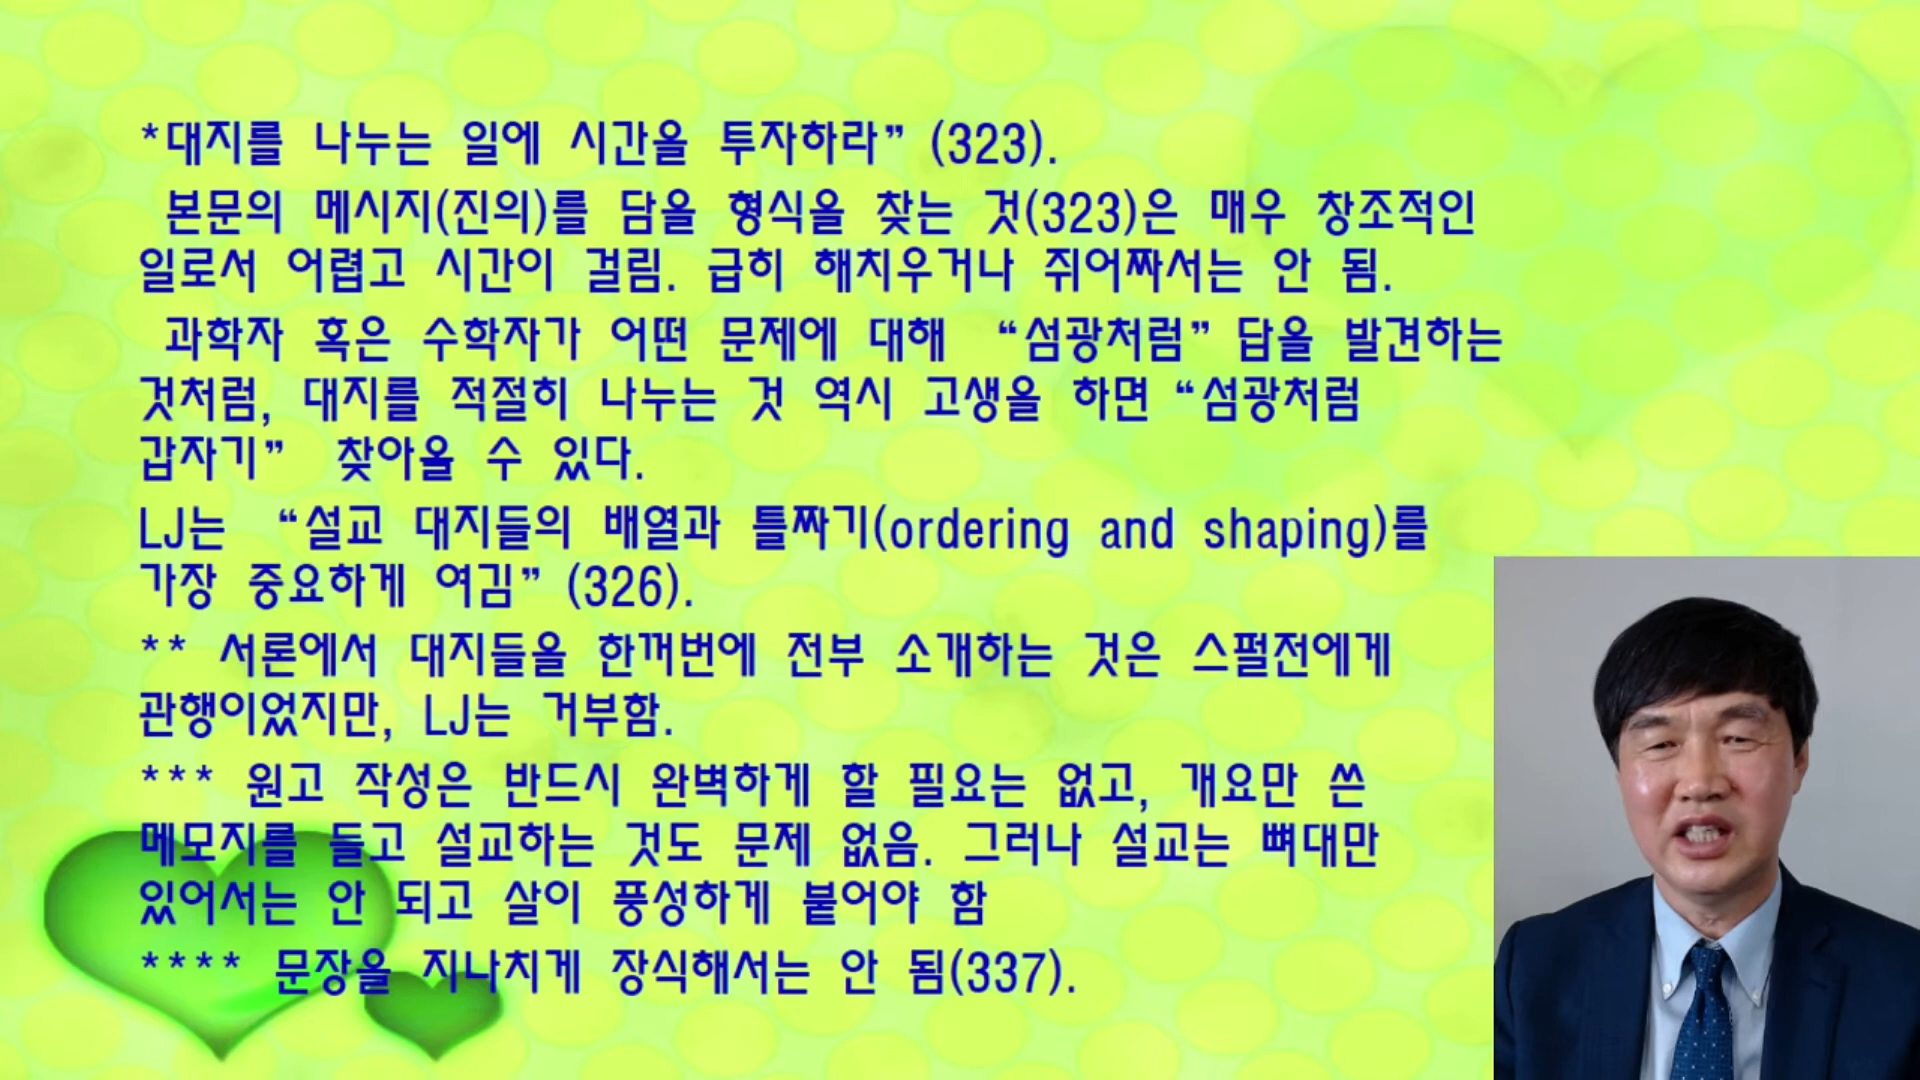 *대지를 나누는 일에 시간을 투자하라” (323).
본문의 메시지(진의)를 담을 형식을 찾는 것(323)은 매우 창조적인
일로서 어렵고 시간이 걸림. 급히 해치우거나 쥐어짜서는 안 됨.
과학자 혹은 수학자가 어떤 문제에 대해 “섬광처럼” 답을 발견하는
것처럼, 대지를 적절히 나누는 것 역시 고생을 하면 “섬광처럼
갑자기” 찾아올 수 있다.
LJ는 “설교 대지들의 배열과 틀짜기(ordering and shaping)를
가장 중요하게 여김” (326).
** 서론에서 대지들을 한꺼번에 전부 소개하는 것은 스펄전에게
관행이었지만, LJ는 거부함.
*** 원고 작성은 반드시 완벽하게 할 필요는 없고, 개요만 쓴
메모지를 들고 설교하는 것도 문제 없음. 그러나 설교는 뼈대만
있어서는 안 되고 살이 풍성하게 붙어야 함
**** 문장을 지나치게 장식해서는 안 됨(337).